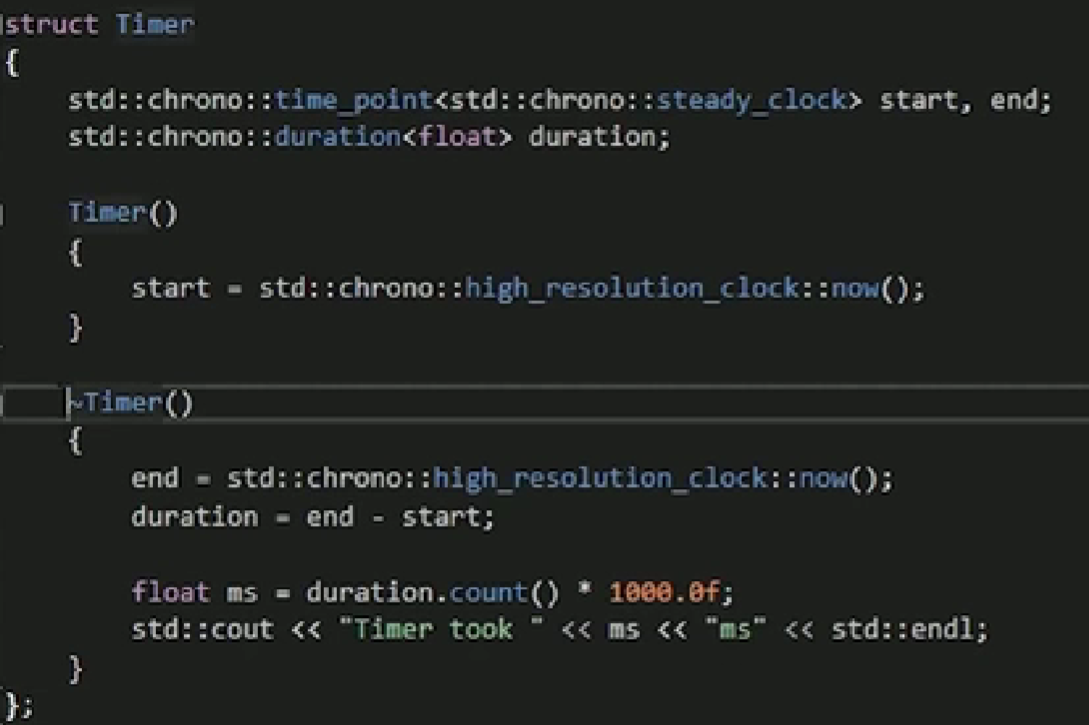 struct Timer
{
    std::chrono::time_point<std::chrono::steady_clock> start, end;
    std::chrono::duration<float> duration;

    Timer()
    {
        start = std::chrono::high_resolution_clock::now();
    }

    ~Timer()
    {
        end = std::chrono::high_resolution_clock::now();
        duration = end - start;

        float ms = duration.count() * 1000.0f;
        std::cout << "Timer took " << ms << "ms" << std::endl;
    }
};